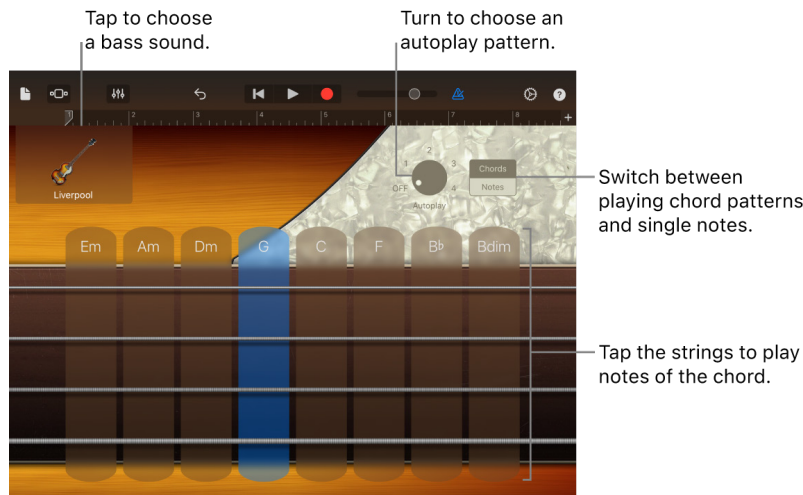 Tap to choose
a bass sound.
Turn to choose an
autoplay pattern.
1 2 3 4 5 6 7 8 +
?
Liverpool
OFF 1 2 3 4
Autoplay
Chords
Notes
Switch between
playing chord patterns
and single notes.
Em Am Dm G C F B♭ Bdim
Tap the strings to play
notes of the chord.